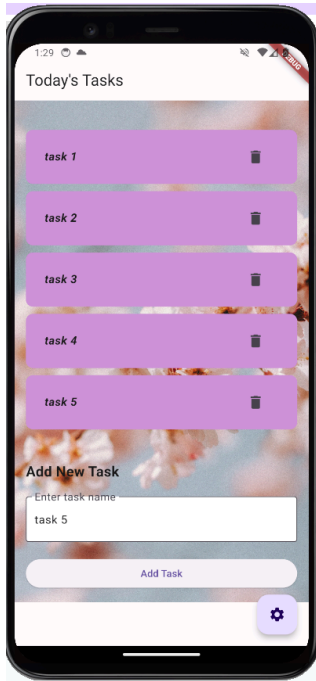 1:29
DEBUG
Today's Tasks
task 1
task 2
task 3
task 4
task 5
Add New Task
Enter task name
task 5
Add Task